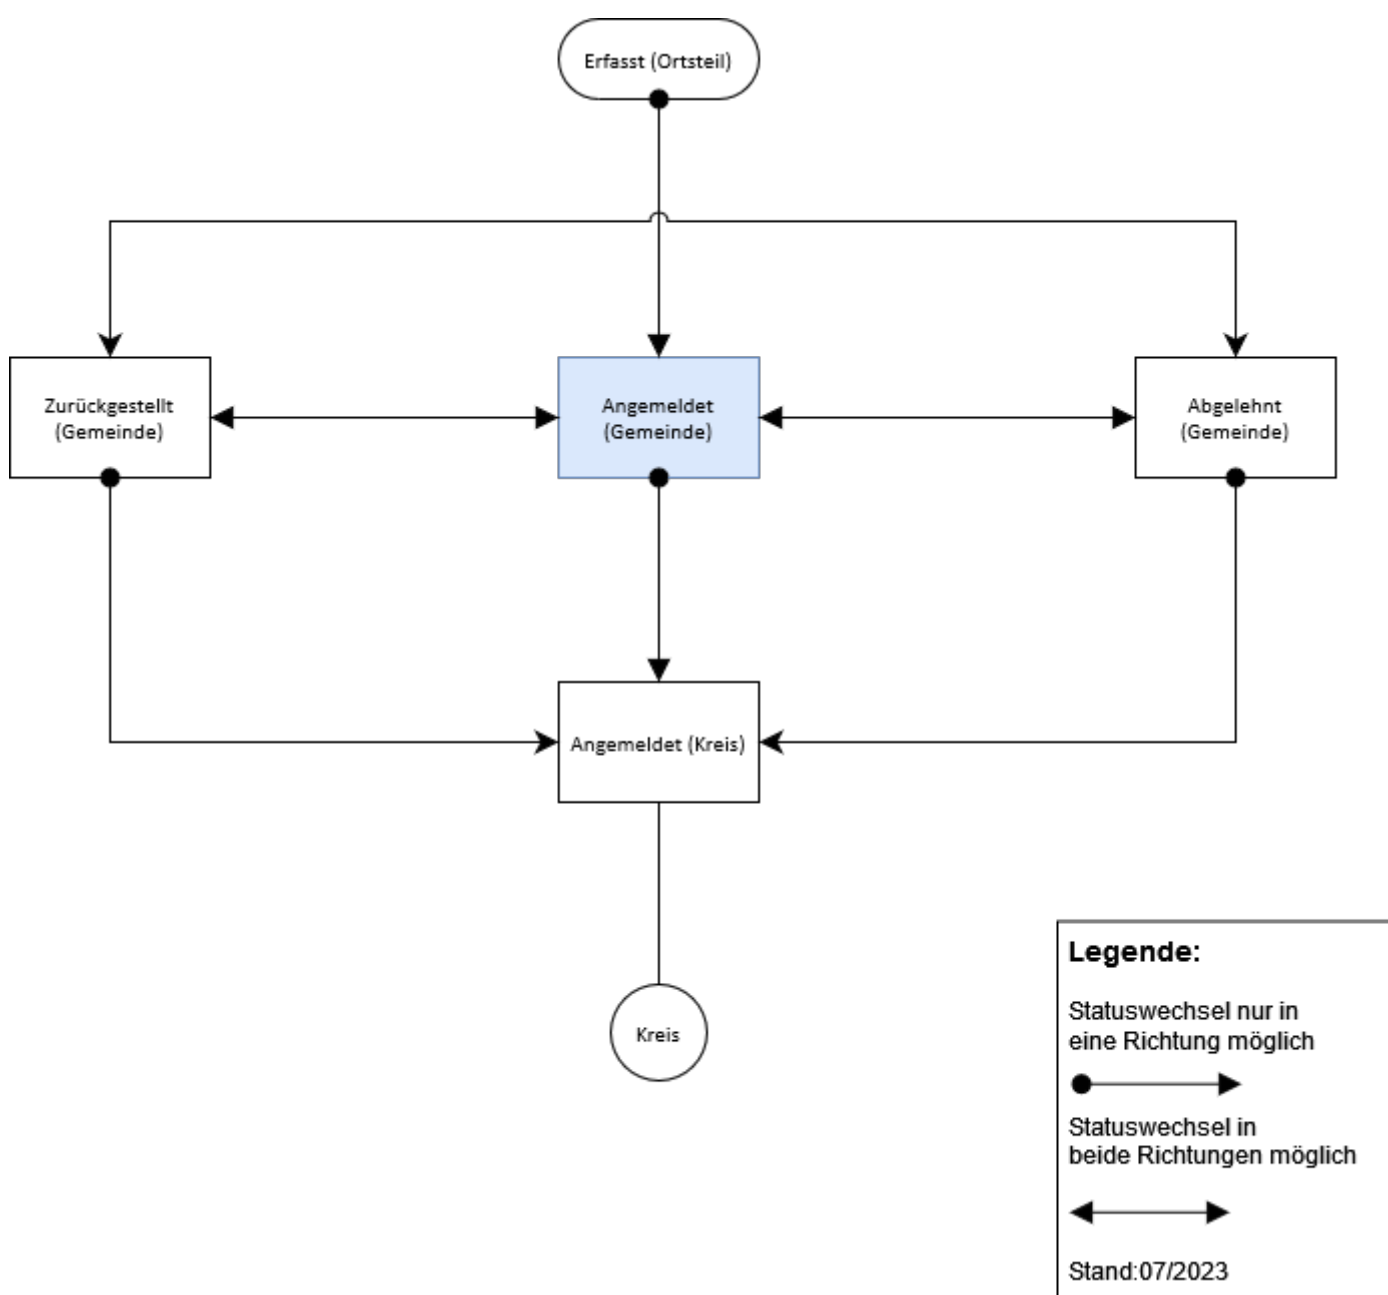 Erfasst (Ortsteil)
Zurückgestellt
(Gemeinde)
Angemeldet
(Gemeinde)
Abgelehnt
(Gemeinde)
Angemeldet (Kreis)
Kreis
Legende:
Statuswechsel nur in
eine Richtung möglich
Statuswechsel in
beide Richtungen möglich
Stand:07/2023